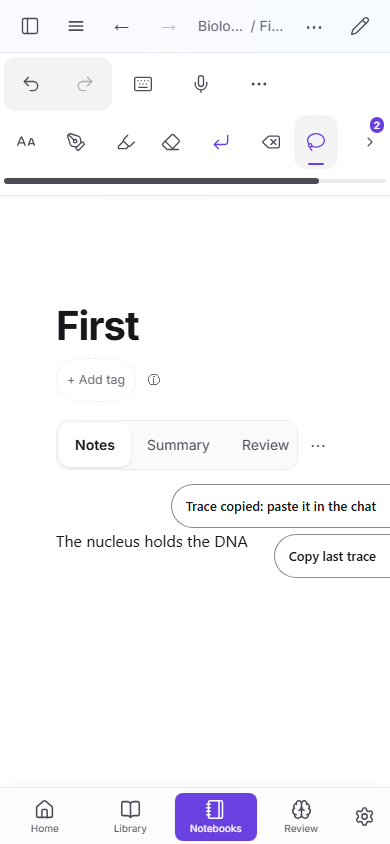 Biolo... / Fi... ...
...
AA
2
First
+ Add tag
Notes Summary Review ...
Trace copied: paste it in the chat
The nucleus holds the DNA
Copy last trace
Home Library Notebooks Review